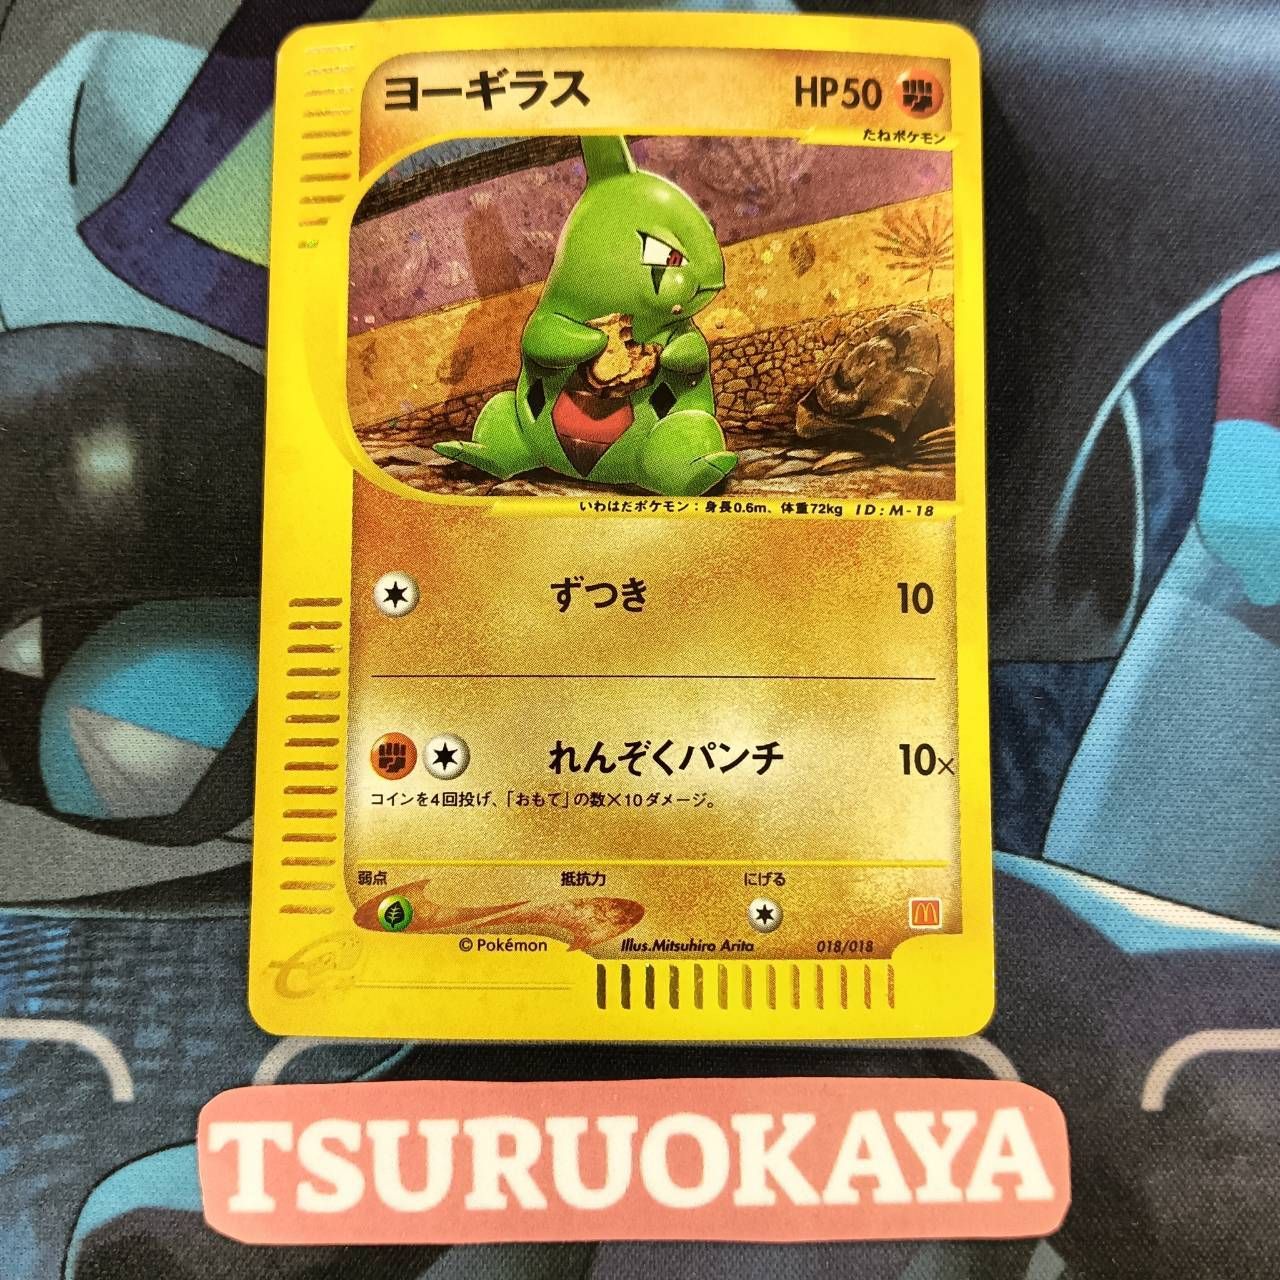 ヨーギラス HP50
たねポケモン
いわはだポケモン：身長0.6m、体重72kg ID：M-18
ずつき 10
れんぞくパンチ 10×
コインを4回投げ、「おもて」の数×10ダメージ。
弱点 抵抗力 にげる
©Pokémon Illus.Mitsuhiro Arita 018/018
TSURUOKAYA